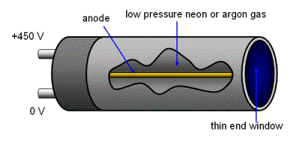 low pressure neon or argon gas
anode
+450 V
0 V
thin end window